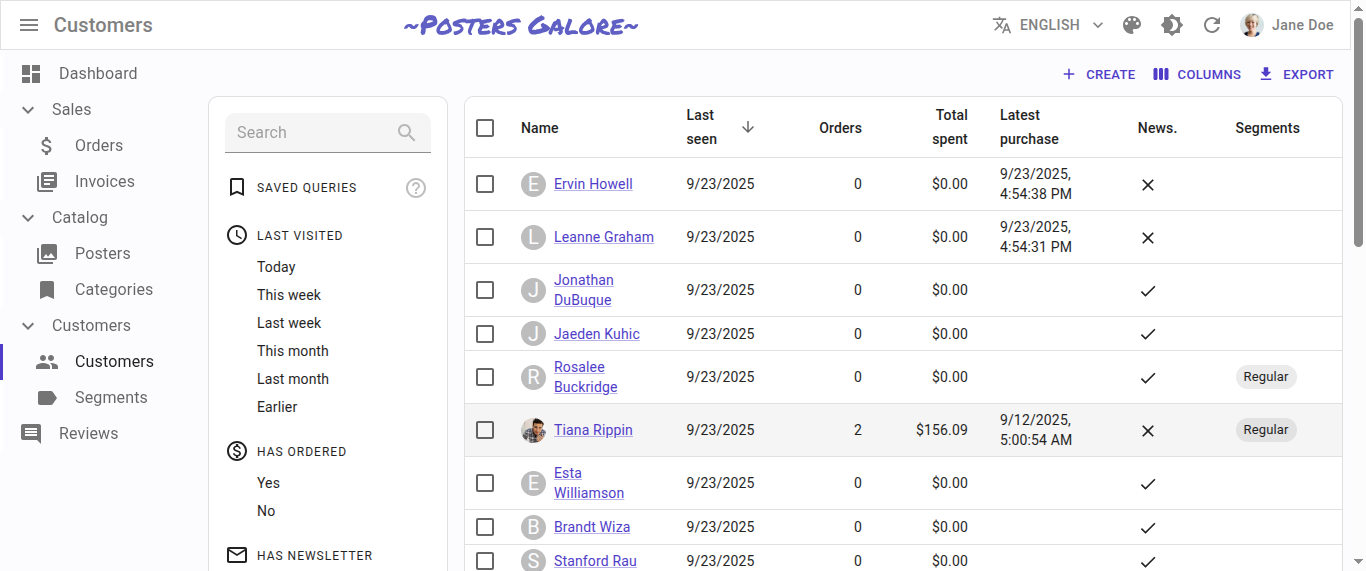 Customers
~Posters Galore~
ENGLISH
Jane Doe
Dashboard
Sales
Orders
Invoices
Catalog
Posters
Categories
Customers
Customers
Segments
Reviews
CREATE
COLUMNS
EXPORT
Search
SAVED QUERIES
?
LAST VISITED
Today
This week
Last week
This month
Last month
Earlier
HAS ORDERED
Yes
No
HAS NEWSLETTER
Name
Last seen
Orders
Total spent
Latest purchase
News.
Segments
E Ervin Howell 9/23/2025 0 $0.00 9/23/2025, 4:54:38 PM
L Leanne Graham 9/23/2025 0 $0.00 9/23/2025, 4:54:31 PM
J Jonathan DuBuque 9/23/2025 0 $0.00
J Jaeden Kuhic 9/23/2025 0 $0.00
R Rosalee Buckridge 9/23/2025 0 $0.00 Regular
Tiana Rippin 9/23/2025 2 $156.09 9/12/2025, 5:00:54 AM Regular
E Esta Williamson 9/23/2025 0 $0.00
B Brandt Wiza 9/23/2025 0 $0.00
S Stanford Rau 9/23/2025 0 $0.00